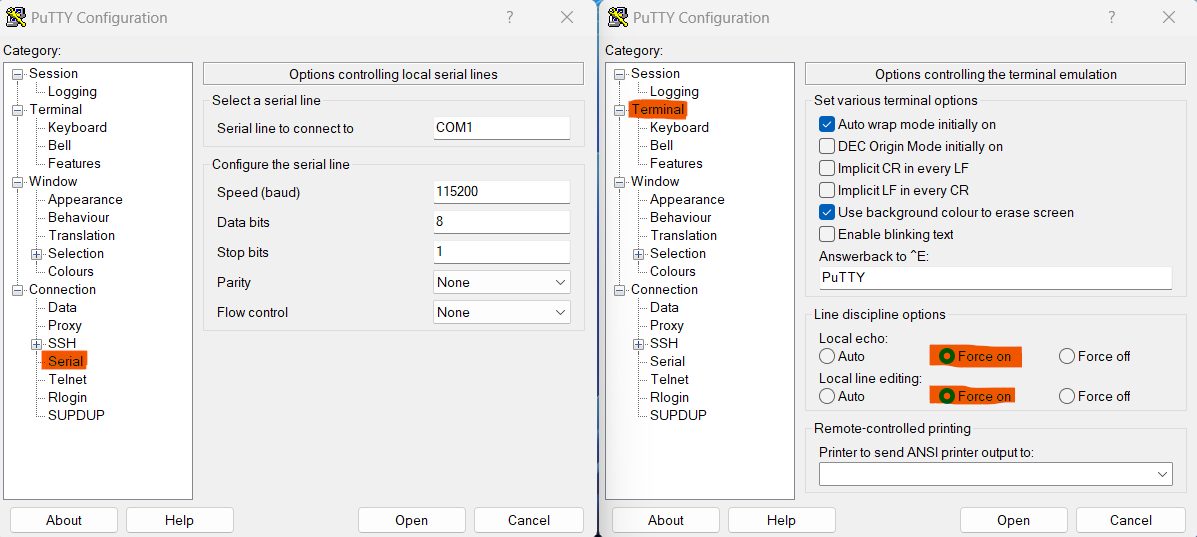 PuTTY Configuration
Category:
Session
Logging
Terminal
Keyboard
Bell
Features
Window
Appearance
Behaviour
Translation
Selection
Colours
Connection
Data
Proxy
SSH
Serial
Telnet
Rlogin
SUPDUP
Options controlling local serial lines
Select a serial line
Serial line to connect to COM1
Configure the serial line
Speed (baud) 115200
Data bits 8
Stop bits 1
Parity None
Flow control None
About Help Open Cancel
PuTTY Configuration
Category:
Session
Logging
Terminal
Keyboard
Bell
Features
Window
Appearance
Behaviour
Translation
Selection
Colours
Connection
Data
Proxy
SSH
Serial
Telnet
Rlogin
SUPDUP
Options controlling the terminal emulation
Set various terminal options
Auto wrap mode initially on
DEC Origin Mode initially on
Implicit CR in every LF
Implicit LF in every CR
Use background colour to erase screen
Enable blinking text
Answerback to ^E:
PuTTY
Line discipline options
Local echo:
Auto Force on Force off
Local line editing:
Auto Force on Force off
Remote-controlled printing
Printer to send ANSI printer output to:
About Help Open Cancel